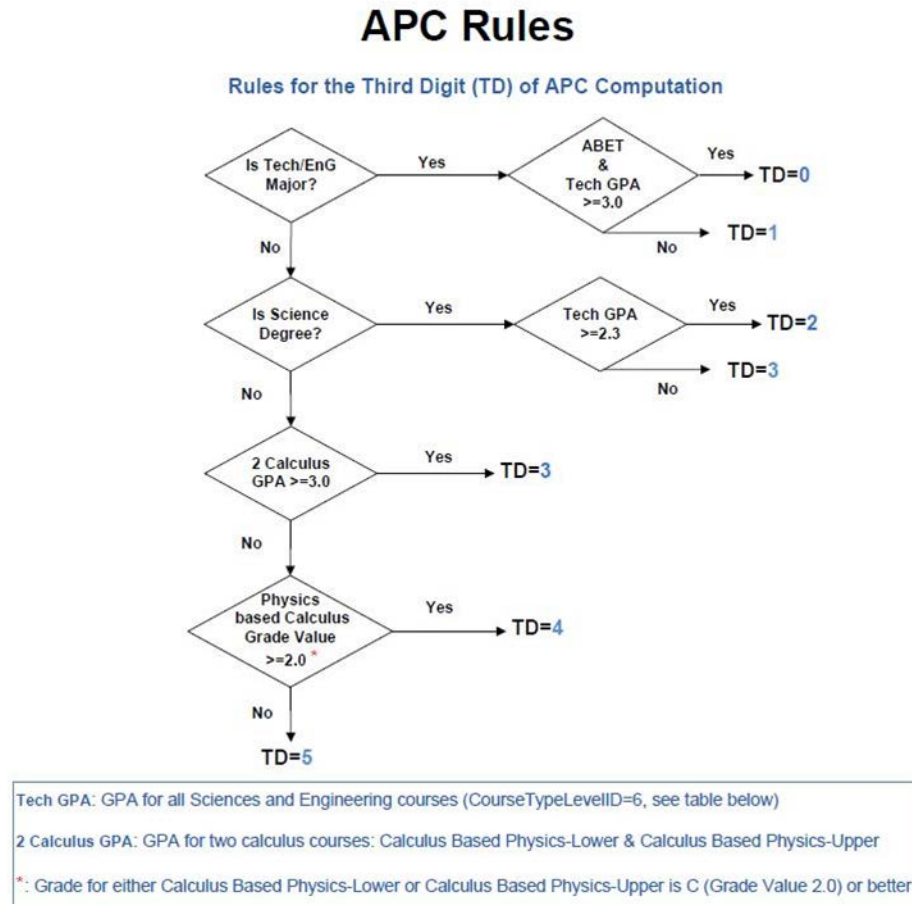 APC Rules
Rules for the Third Digit (TD) of APC Computation
Is Tech/EnG
Major?
Yes
ABET
&
Tech GPA
>=3.0
Yes
TD=0
No
TD=1
No
Is Science
Degree?
Yes
Tech GPA
>=2.3
Yes
TD=2
No
TD=3
No
2 Calculus
GPA >=3.0
Yes
TD=3
No
Physics
based Calculus
Grade Value
>=2.0 *
Yes
TD=4
No
TD=5
Tech GPA: GPA for all Sciences and Engineering courses (CourseTypeLevelID=6, see table below)
2 Calculus GPA: GPA for two calculus courses: Calculus Based Physics-Lower & Calculus Based Physics-Upper
*: Grade for either Calculus Based Physics-Lower or Calculus Based Physics-Upper is C (Grade Value 2.0) or better